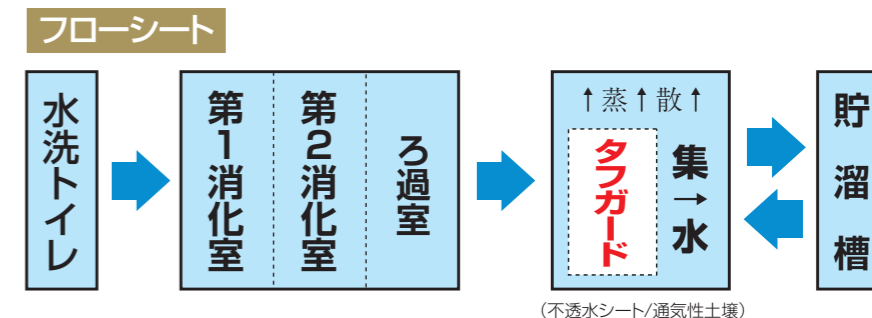 フローシート
水洗トイレ
第1消化室
第2消化室
ろ過室
↑蒸↑散↑
タフガード
集→水
貯溜槽
(不透水シート/通気性土壌)